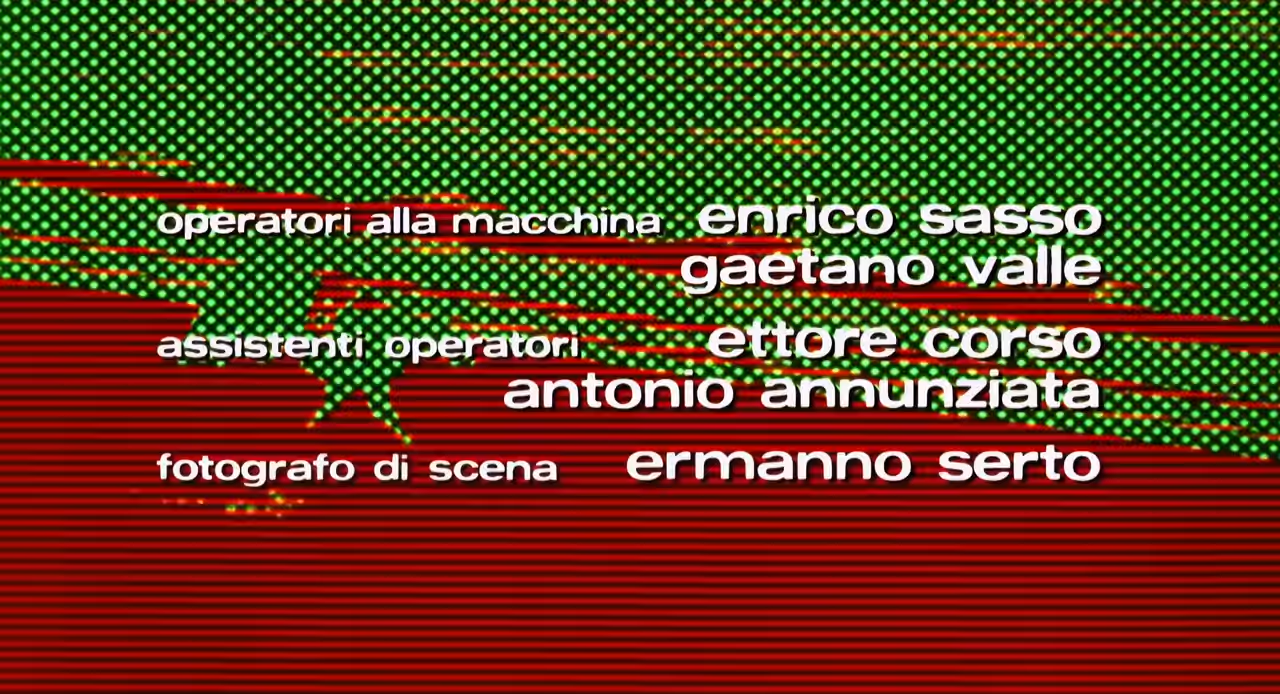 operatori alla macchina enrico sasso
gaetano valle
assistenti operatori ettore corso
antonio annunziata
fotografo di scena ermanno serto